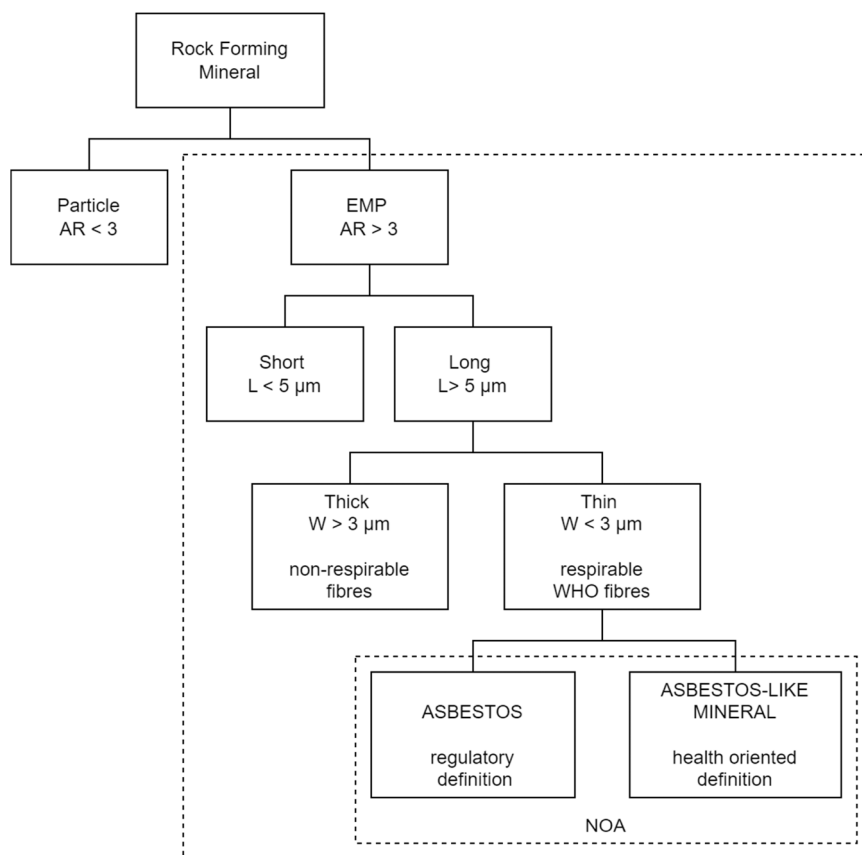 Rock Forming
Mineral
Particle
AR < 3
EMP
AR > 3
Short
L < 5 µm
Long
L> 5 µm
Thick
W > 3 µm
non-respirable
fibres
Thin
W < 3 µm
respirable
WHO fibres
ASBESTOS
regulatory
definition
ASBESTOS-LIKE
MINERAL
health oriented
definition
NOA